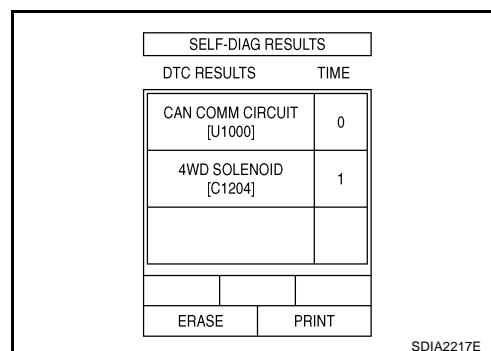 SELF-DIAG RESULTS
DTC RESULTS TIME
CAN COMM CIRCUIT
[U1000] 0
4WD SOLENOID
[C1204] 1
ERASE PRINT
SDIA2217E